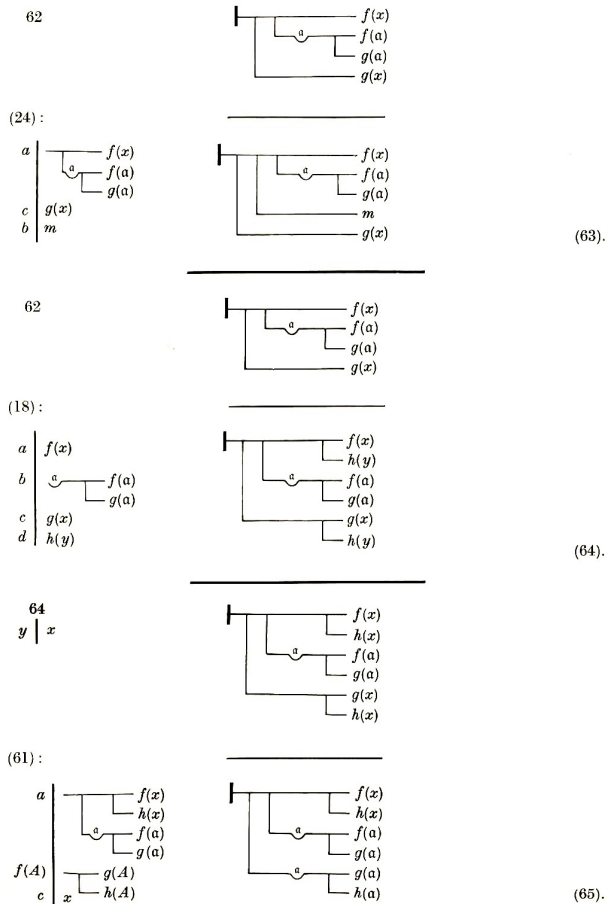 62
f(x)
𝔞 f(𝔞)
g(𝔞)
g(x)
(24) :
a f(x) f(x)
𝔞 f(𝔞) 𝔞 f(𝔞)
g(𝔞) g(𝔞)
c g(x) m
b m g(x) (63).
62
f(x)
𝔞 f(𝔞)
g(𝔞)
g(x)
(18) :
a f(x) f(x)
h(y)
b 𝔞 f(𝔞) 𝔞 f(𝔞)
g(𝔞) g(𝔞)
c g(x) g(x)
d h(y) h(y) (64).
64
y x
f(x)
h(x)
𝔞 f(𝔞)
g(𝔞)
g(x)
h(x)
(61) :
a f(x) f(x)
h(x) h(x)
𝔞 f(𝔞) 𝔞 f(𝔞)
g(𝔞) g(𝔞)
f(A) g(A) 𝔞 g(𝔞)
c x h(A) h(𝔞) (65).